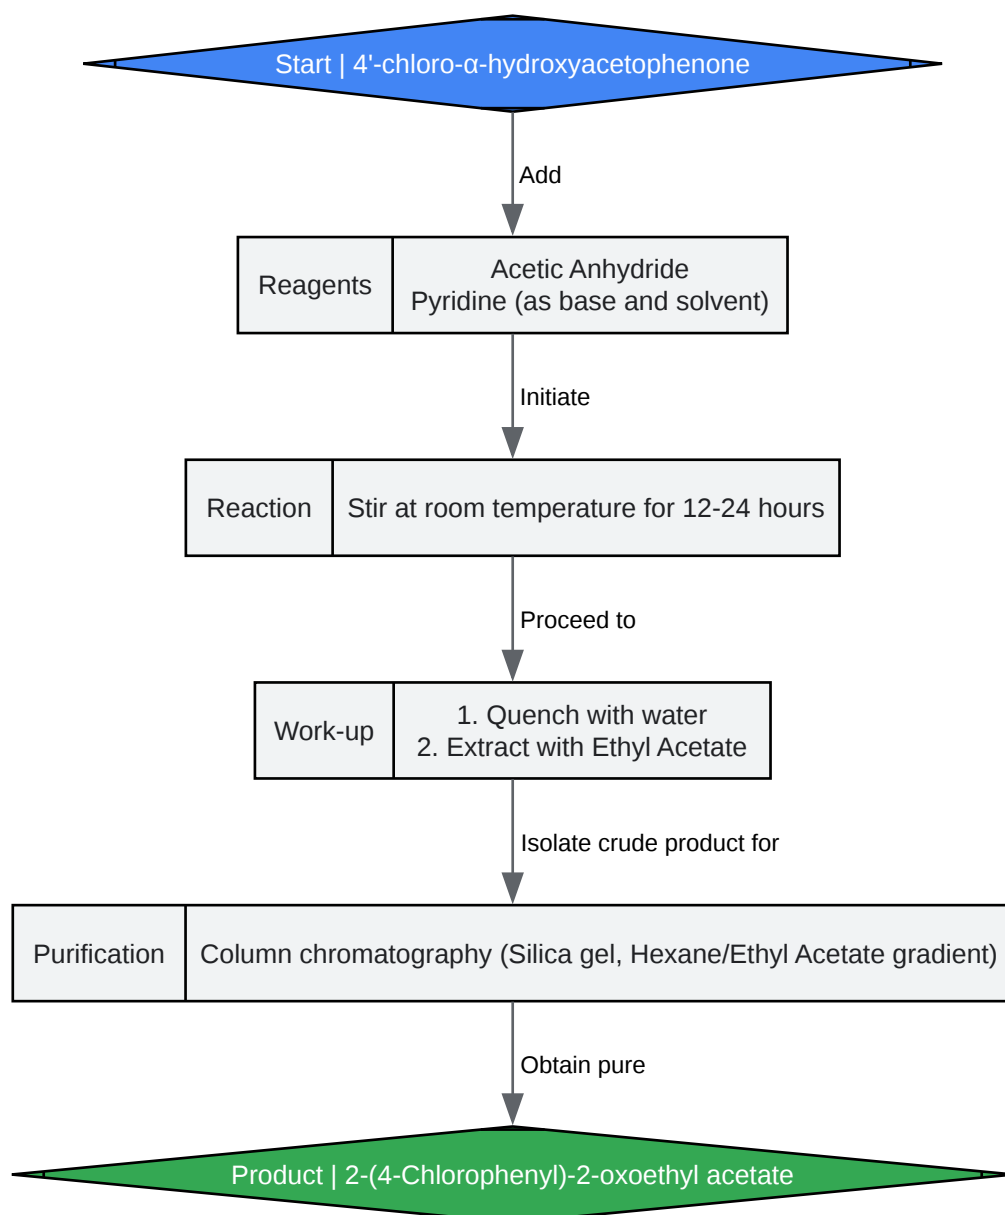 Start | 4'-chloro-α-hydroxyacetophenone
Add
Reagents
Acetic Anhydride
Pyridine (as base and solvent)
Initiate
Reaction
Stir at room temperature for 12-24 hours
Proceed to
Work-up
1. Quench with water
2. Extract with Ethyl Acetate
Isolate crude product for
Purification
Column chromatography (Silica gel, Hexane/Ethyl Acetate gradient)
Obtain pure
Product | 2-(4-Chlorophenyl)-2-oxoethyl acetate